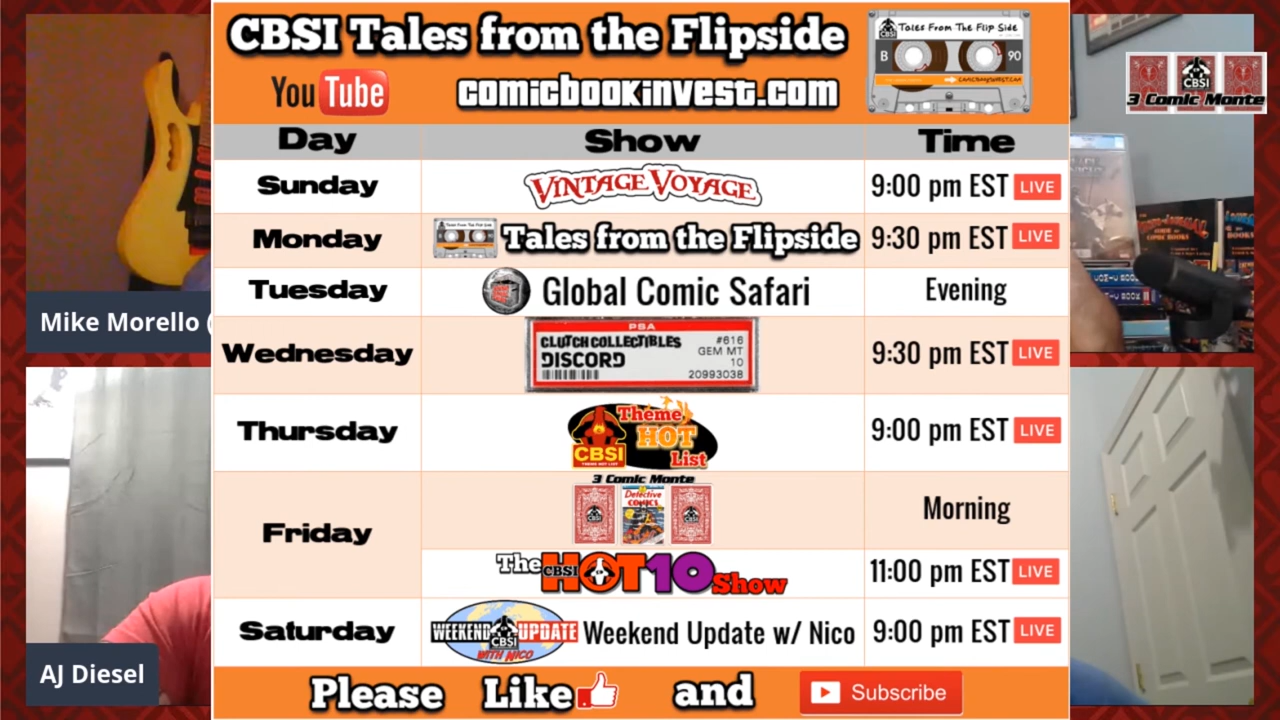 CBSI Tales from the Flipside
YouTube comicbookinvest.com
CBSI Tales From The Flip Side
B 90
Day Show Time
Sunday VINTAGE VOYAGE 9:00 pm EST LIVE
Monday Tales from the Flipside 9:30 pm EST LIVE
Tuesday Global Comic Safari Evening
Wednesday 9:30 pm EST LIVE
PSA
CLUTCH COLLECTIBLES #616
DISCORD GEM MT
10
20993038
Thursday 9:00 pm EST LIVE
Theme
HOT
List
CBSI
Friday
3 Comic Monte
CBSI Detective COMICS CBSI
Morning
The CBSI HOT 10 Show 11:00 pm EST LIVE
Saturday WEEKEND CBSI UPDATE WITH NICO Weekend Update w/ Nico 9:00 pm EST LIVE
Please Like and Subscribe
Mike Morello (
AJ Diesel
CBSI
3 Comic Monte